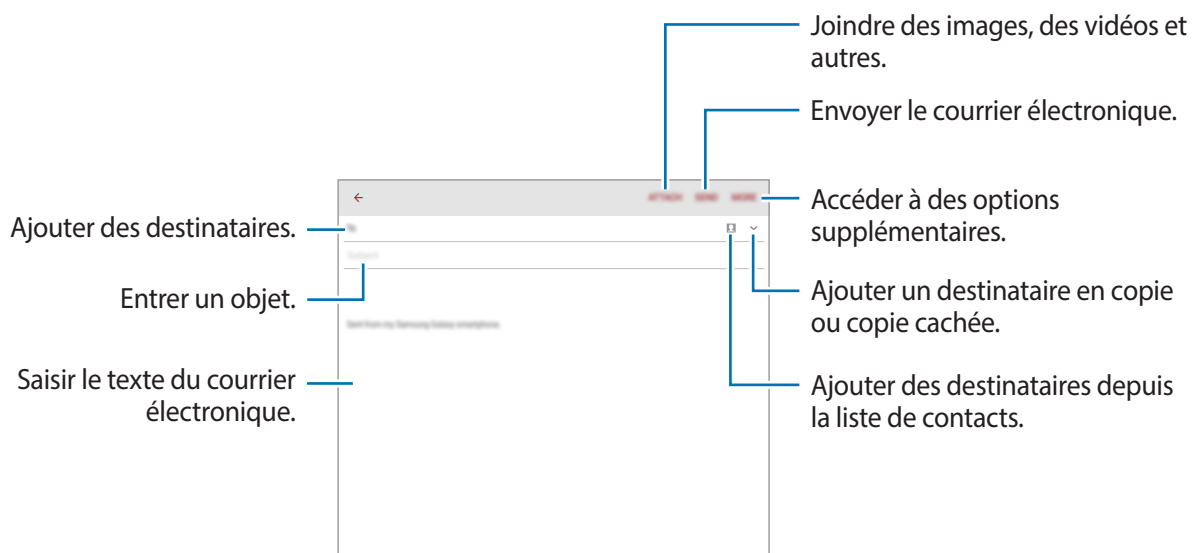 Joindre des images, des vidéos et
autres.
Envoyer le courrier électronique.
ATTACH SEND MORE
Accéder à des options
supplémentaires.
Ajouter des destinataires.
To
Subject
Entrer un objet.
Ajouter un destinataire en copie
ou copie cachée.
Sent from my Samsung Galaxy smartphone
Saisir le texte du courrier
électronique.
Ajouter des destinataires depuis
la liste de contacts.